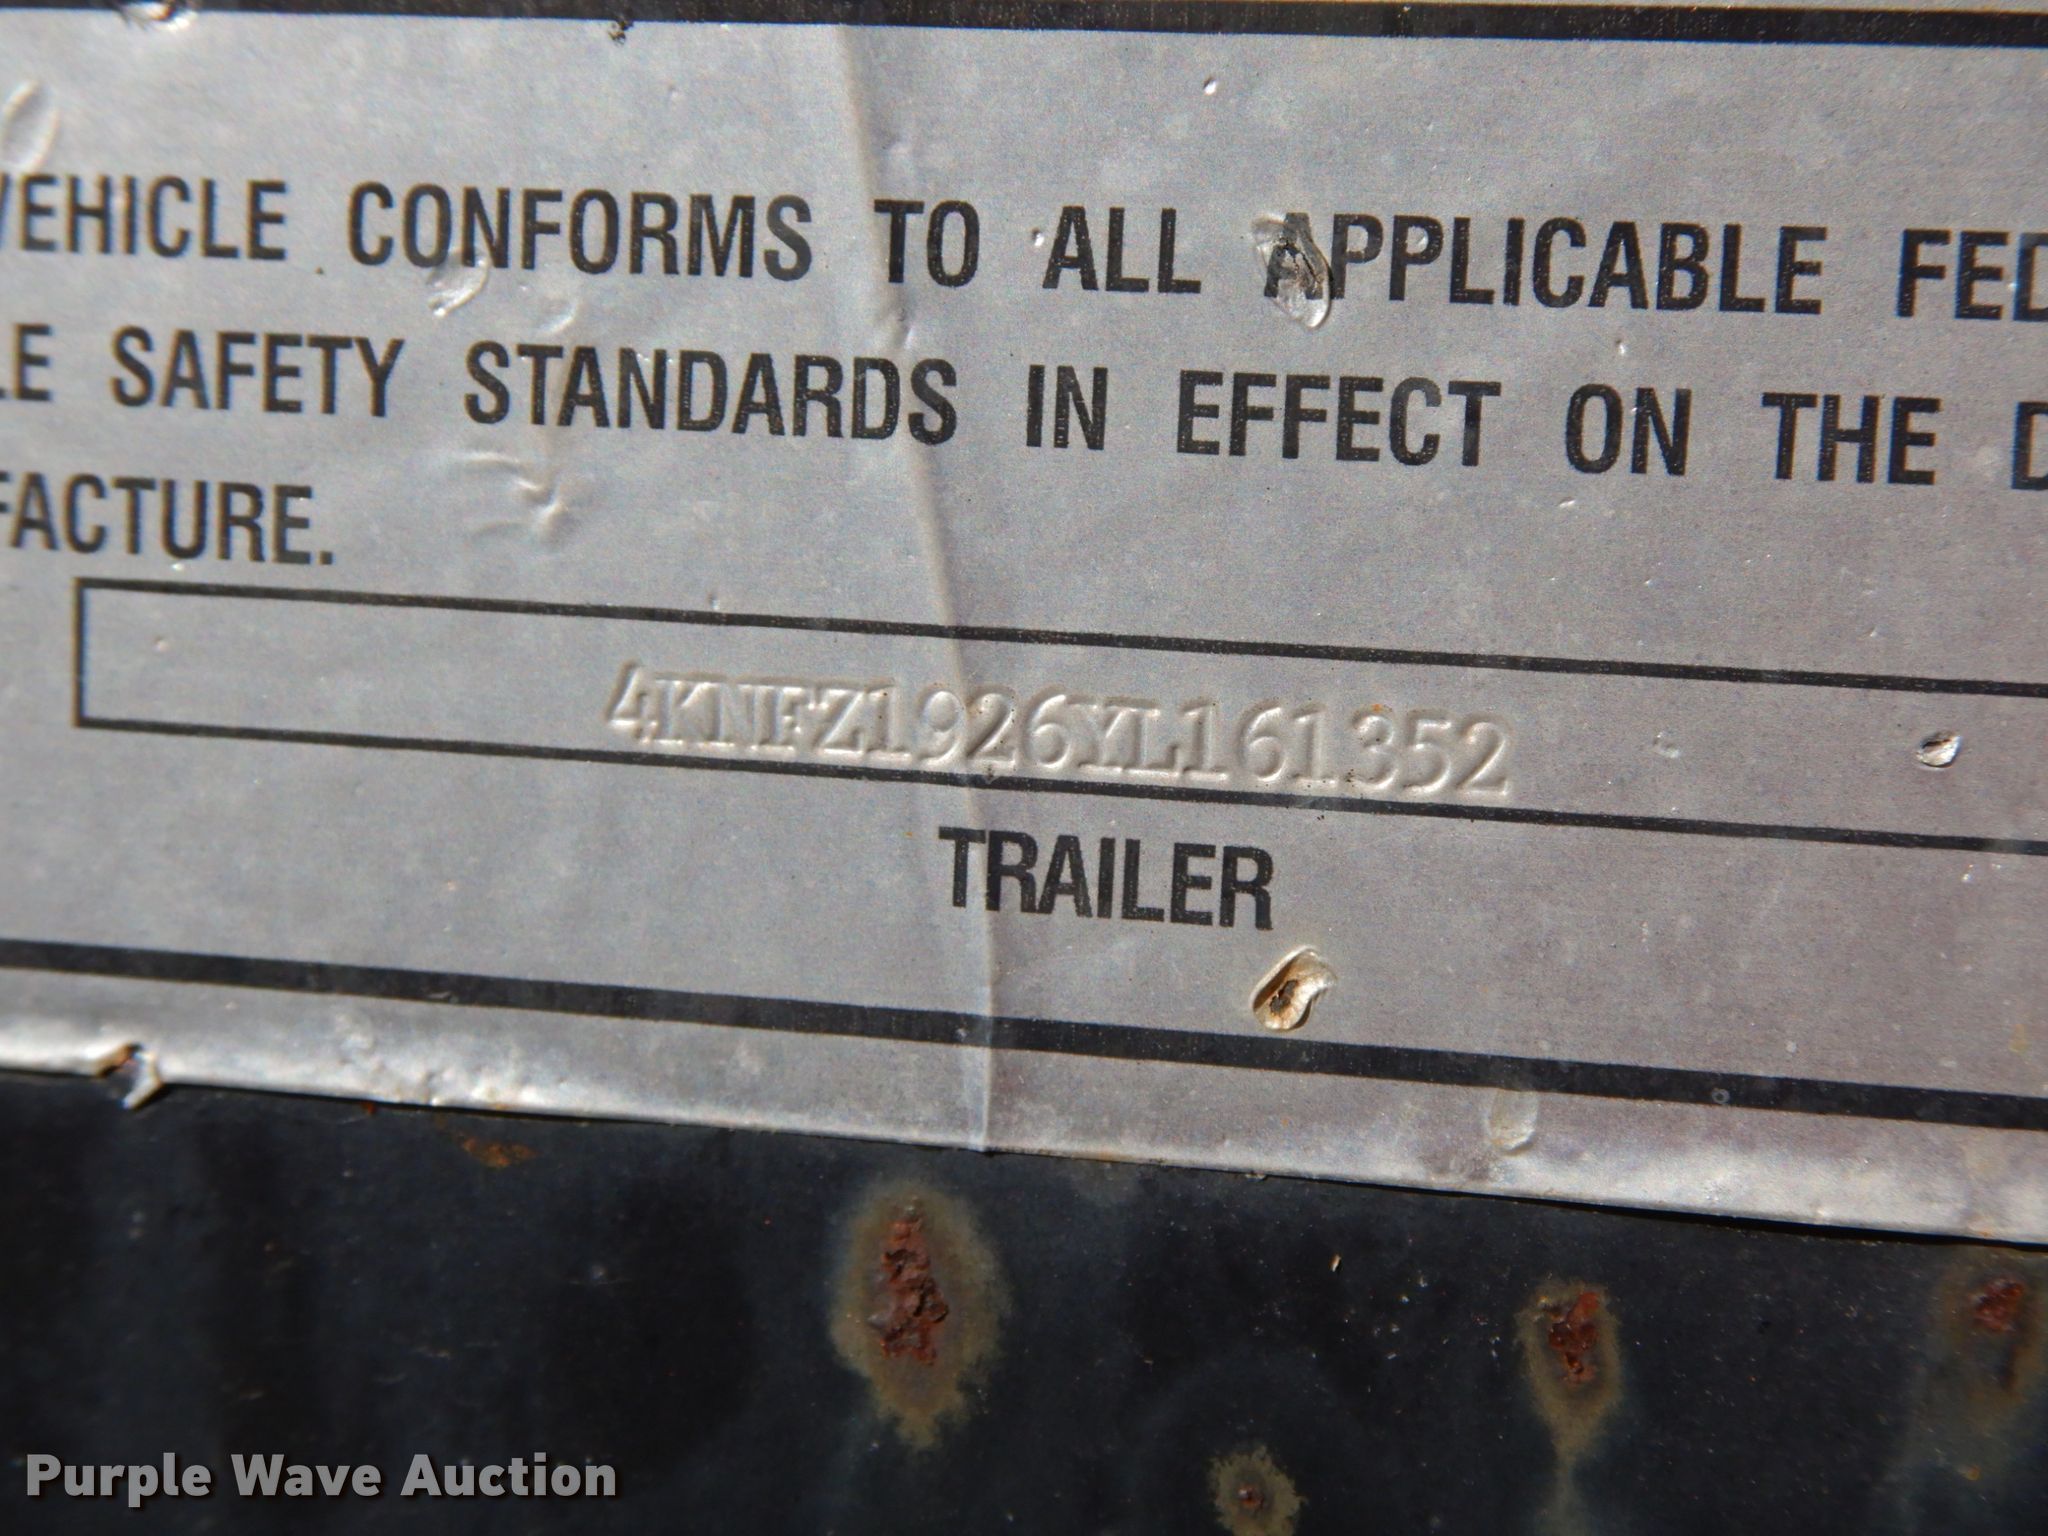 VEHICLE CONFORMS TO ALL APPLICABLE FED
LE SAFETY STANDARDS IN EFFECT ON THE D
FACTURE.
4KNFZ1926YL161352
TRAILER
Purple Wave Auction